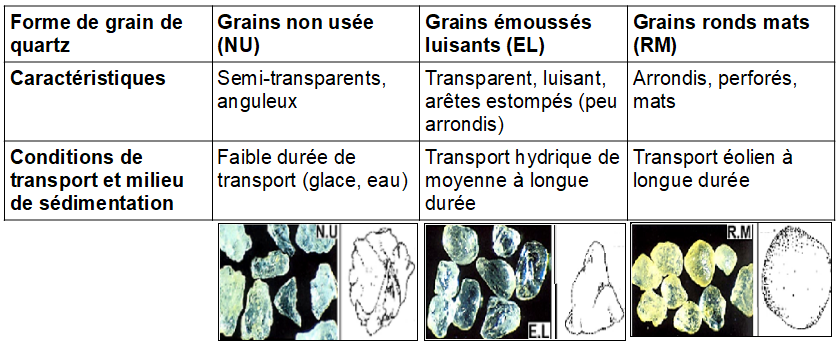 Forme de grain de quartz
Grains non usée (NU)
Grains émoussés luisants (EL)
Grains ronds mats (RM)
Caractéristiques
Semi-transparents, anguleux
Transparent, luisant, arêtes estompés (peu arrondis)
Arrondis, perforés, mats
Conditions de transport et milieu de sédimentation
Faible durée de transport (glace, eau)
Transport hydrique de moyenne à longue durée
Transport éolien à longue durée
N.U
E.L
R.M